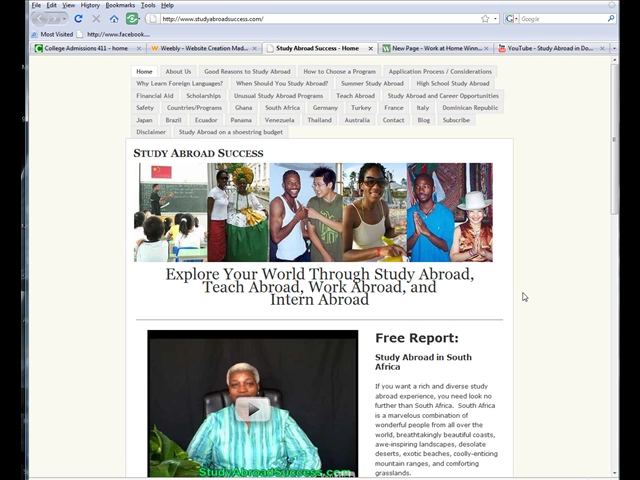 File Edit View History Bookmarks Tools Help
http://www.studyabroadsuccess.com/
Google
Most Visited http://www.facebook....
College Admissions 411 - home
Weebly - Website Creation Mad...
Study Abroad Success - Home
New Page - Work at Home Winn...
YouTube - Study Abroad in Do...
Home About Us Good Reasons to Study Abroad How to Choose a Program Application Process / Considerations
Why Learn Foreign Languages? When Should You Study Abroad? Summer Study Abroad High School Study Abroad
Financial Aid Scholarships Unusual Study Abroad Programs Teach Abroad Study Abroad and Career Opportunities
Safety Countries/Programs Ghana South Africa Germany Turkey France Italy Dominican Republic
Japan Brazil Ecuador Panama Venezuela Thailand Australia Contact Blog Subscribe
Disclaimer Study Abroad on a shoestring budget
STUDY ABROAD SUCCESS
Explore Your World Through Study Abroad,
Teach Abroad, Work Abroad, and
Intern Abroad
Free Report:
Study Abroad in South
Africa
If you want a rich and diverse study
abroad experience, you need look no
further than South Africa. South Africa
is a marvelous combination of
wonderful people from all over the
world, breathtakingly beautiful coasts,
awe-inspiring landscapes, desolate
deserts, exotic beaches, coolly-enticing
mountain ranges, and comforting
grasslands.
StudyAbroadSuccess.com